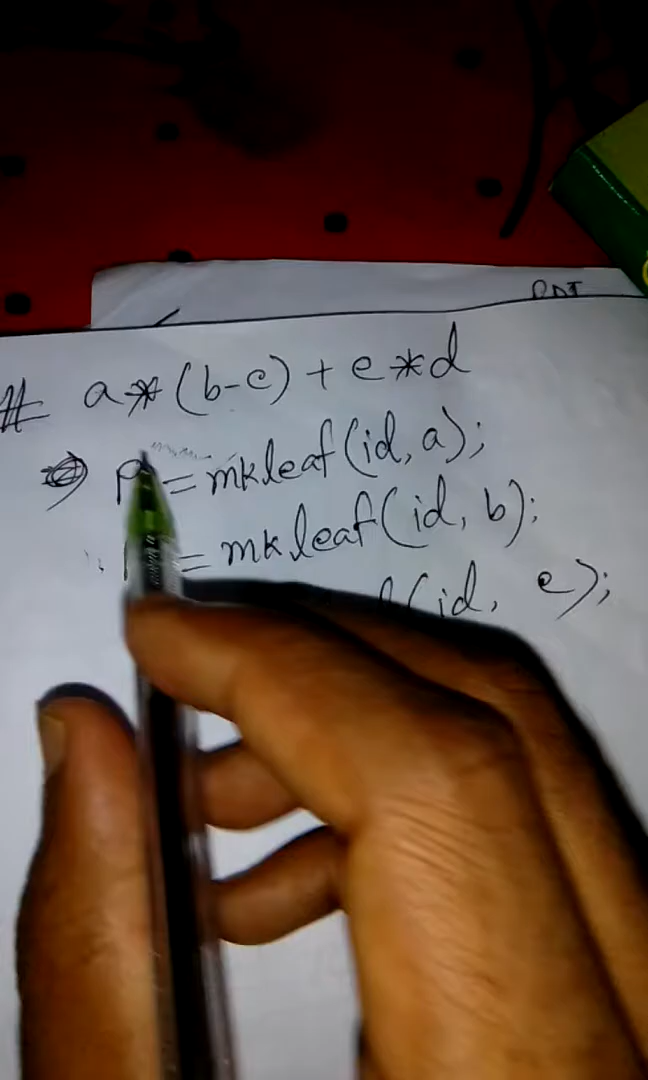 # a*(b-c) + e*d
P = mkleaf(id, a);
= mkleaf(id, b);
(id, c);